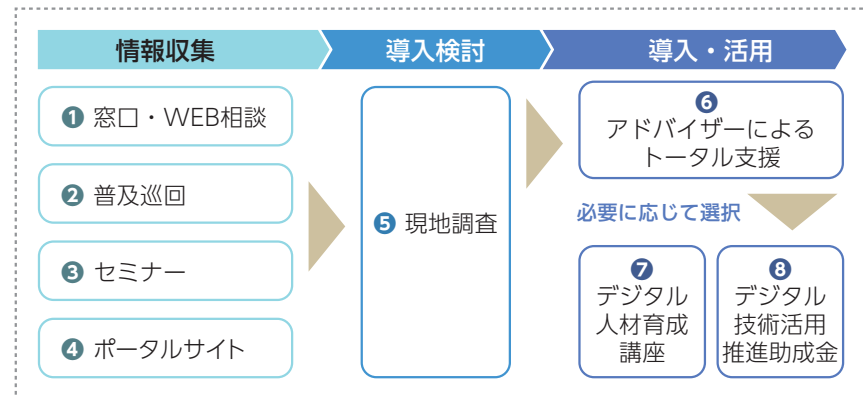 情報収集
導入検討
導入・活用
❶ 窓口・WEB相談
❷ 普及巡回
❸ セミナー
❹ ポータルサイト
❺ 現地調査
❻
アドバイザーによる
トータル支援
必要に応じて選択
❼
デジタル
人材育成
講座
❽
デジタル
技術活用
推進助成金